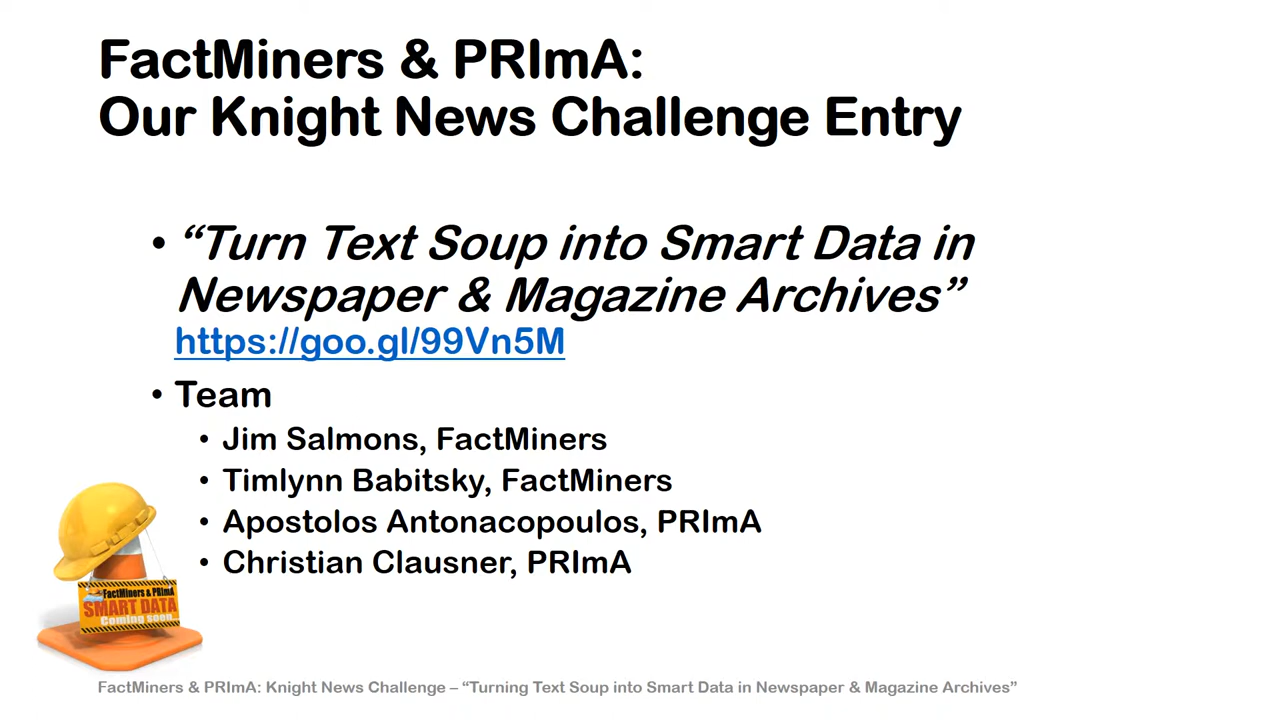 FactMiners & PRImA:
Our Knight News Challenge Entry
• “Turn Text Soup into Smart Data in
Newspaper & Magazine Archives”
https://goo.gl/99Vn5M
• Team
• Jim Salmons, FactMiners
• Timlynn Babitsky, FactMiners
• Apostolos Antonacopoulos, PRImA
• Christian Clausner, PRImA
FactMiners & PRImA
SMART DATA
Coming soon...
FactMiners & PRImA: Knight News Challenge – “Turning Text Soup into Smart Data in Newspaper & Magazine Archives”